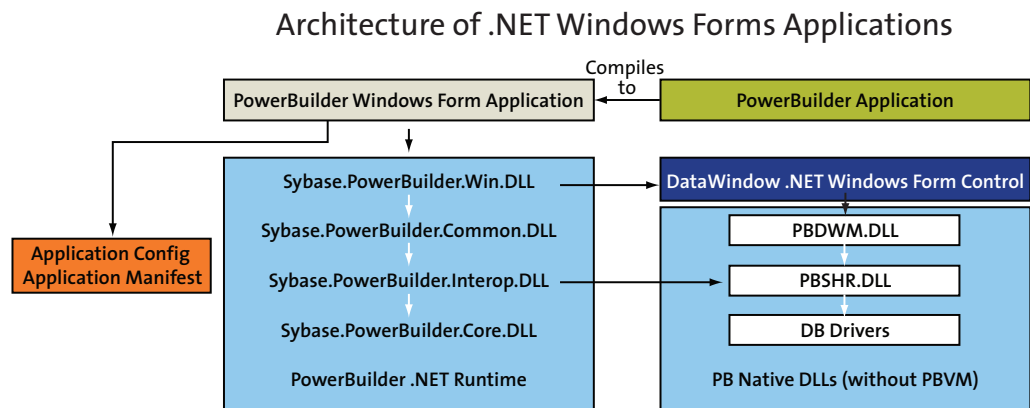 Architecture of .NET Windows Forms Applications
Compiles
to
PowerBuilder Windows Form Application
PowerBuilder Application
Sybase.PowerBuilder.Win.DLL
DataWindow .NET Windows Form Control
Sybase.PowerBuilder.Common.DLL
PBDWM.DLL
Application Config
Application Manifest
Sybase.PowerBuilder.Interop.DLL
PBSHR.DLL
Sybase.PowerBuilder.Core.DLL
DB Drivers
PowerBuilder .NET Runtime
PB Native DLLs (without PBVM)